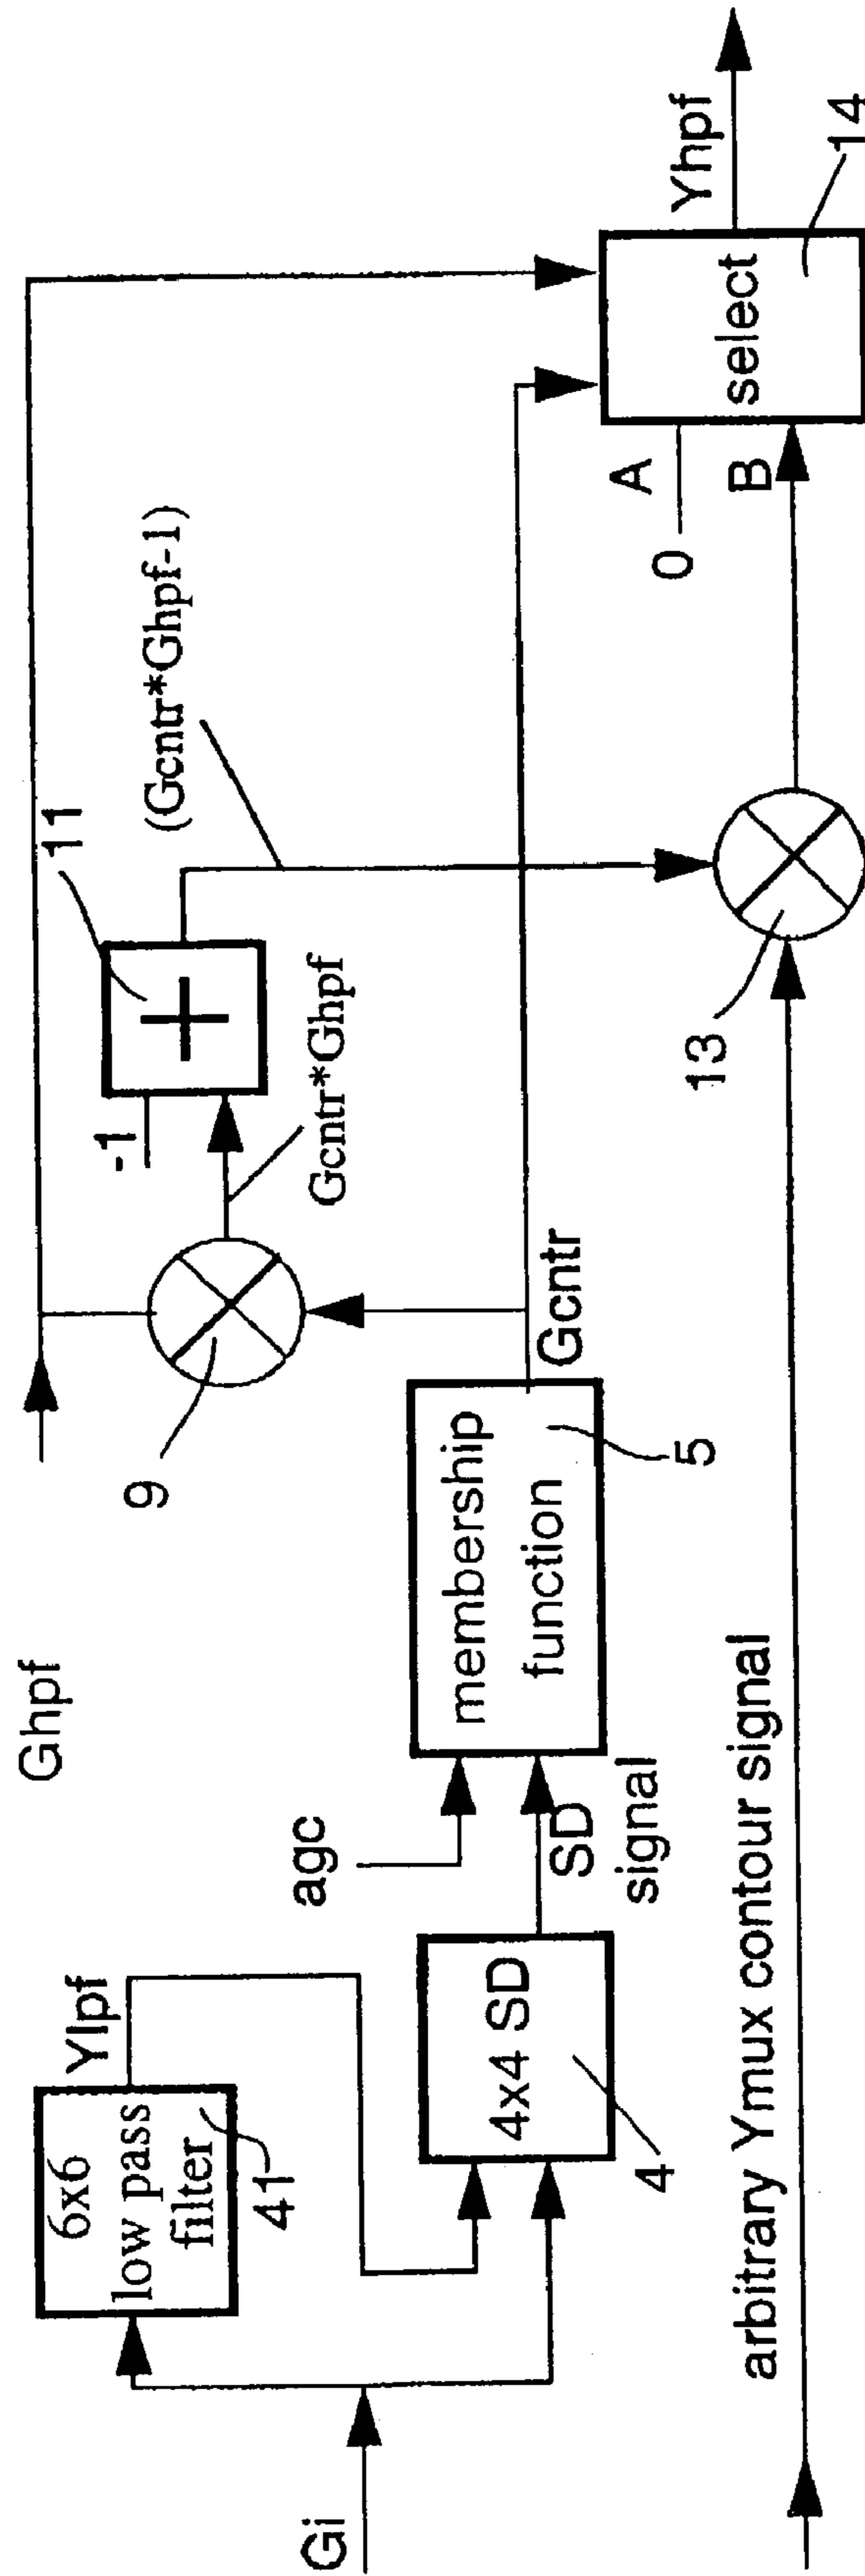 Gi
6x6
low pass
filter
41
Ylpf
4x4 SD
4
agc
SD
signal
membership
function
5
Gcntr
Ghpf
9
Gcntr*Ghpf
-1
+
11
(Gcntr*Ghpf-1)
arbitrary Ymux contour signal
13
0
A
B
select
14
Yhpf